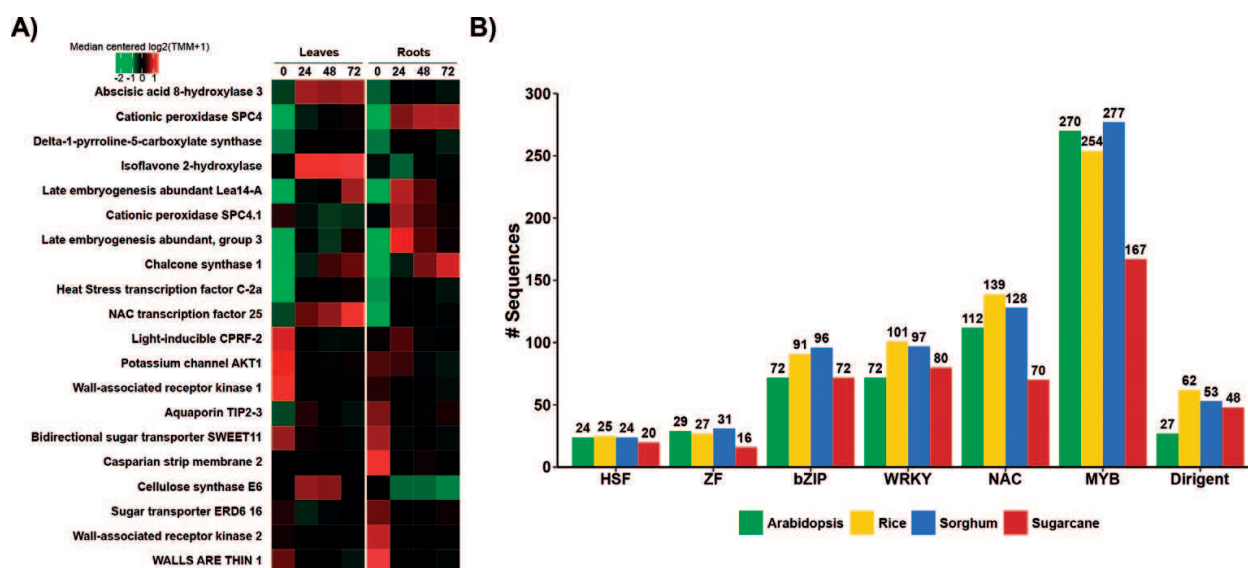 A)
Median centered log2(TMM+1)
-2 -1 0 1
Leaves Roots
0 24 48 72 0 24 48 72
Abscisic acid 8-hydroxylase 3
Cationic peroxidase SPC4
Delta-1-pyrroline-5-carboxylate synthase
Isoflavone 2-hydroxylase
Late embryogenesis abundant Lea14-A
Cationic peroxidase SPC4.1
Late embryogenesis abundant, group 3
Chalcone synthase 1
Heat Stress transcription factor C-2a
NAC transcription factor 25
Light-inducible CPRF-2
Potassium channel AKT1
Wall-associated receptor kinase 1
Aquaporin TIP2-3
Bidirectional sugar transporter SWEET11
Casparian strip membrane 2
Cellulose synthase E6
Sugar transporter ERD6 16
Wall-associated receptor kinase 2
WALLS ARE THIN 1
B)
# Sequences
300
250
200
150
100
50
0
24 25 24 20
29 27 31 16
72 91 96 72
72 101 97 80
112 139 128 70
270 254 277 167
27 62 53 48
HSF ZF bZIP WRKY NAC MYB Dirigent
Arabidopsis Rice Sorghum Sugarcane